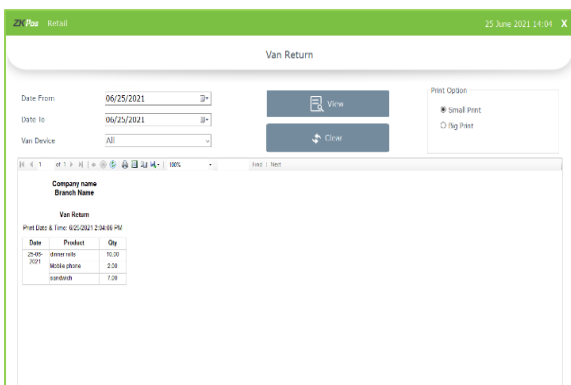 ZKPos Retail 25 June 2021 14:04 X
Van Return
Date From 06/25/2021
Date To 06/25/2021
Van Device All
View
Clear
Print Option
Small Print
Big Print
1 of 1 100% Find | Next
Company name
Branch Name
Van Return
Print Date & Time: 6/25/2021 2:04:06 PM
Date Product Qty
25-06-2021 dinner rolls 10.00
Mobile phone 2.00
sandwich 7.00